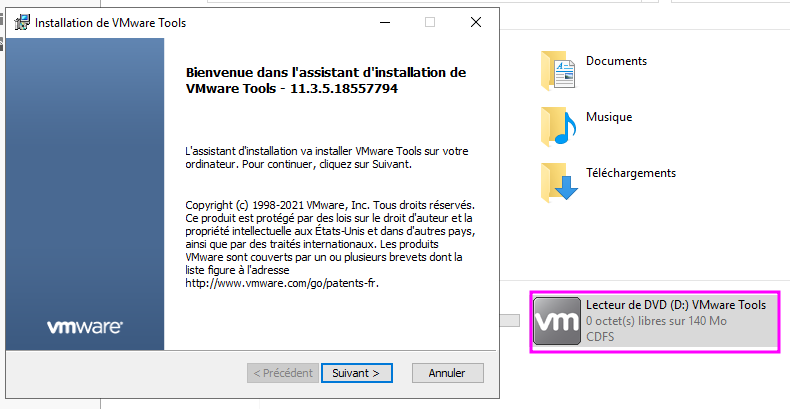 Installation de VMware Tools
Bienvenue dans l'assistant d'installation de
VMware Tools - 11.3.5.18557794
L'assistant d'installation va installer VMware Tools sur votre
ordinateur. Pour continuer, cliquez sur Suivant.
Copyright (c) 1998-2021 VMware, Inc. Tous droits réservés.
Ce produit est protégé par des lois sur le droit d'auteur et la
propriété intellectuelle aux États-Unis et dans d'autres pays,
ainsi que par des traités internationaux. Les produits
VMware sont couverts par un ou plusieurs brevets dont la
liste figure à l'adresse
http://www.vmware.com/go/patents-fr.
vmware®
< Précédent
Suivant >
Annuler
Documents
Musique
Téléchargements
vm
Lecteur de DVD (D:) VMware Tools
0 octet(s) libres sur 140 Mo
CDFS